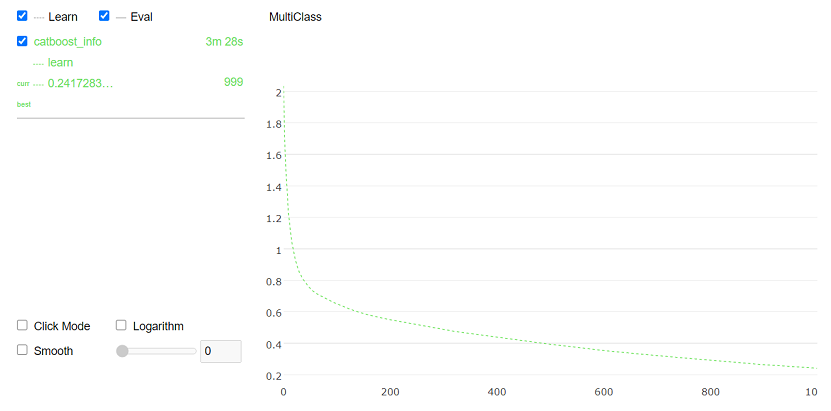 Learn Eval
catboost_info 3m 28s
learn
curr 0.2417283... 999
best
Click Mode Logarithm
Smooth 0
MultiClass
2
1.8
1.6
1.4
1.2
1
0.8
0.6
0.4
0.2
0 200 400 600 800 10